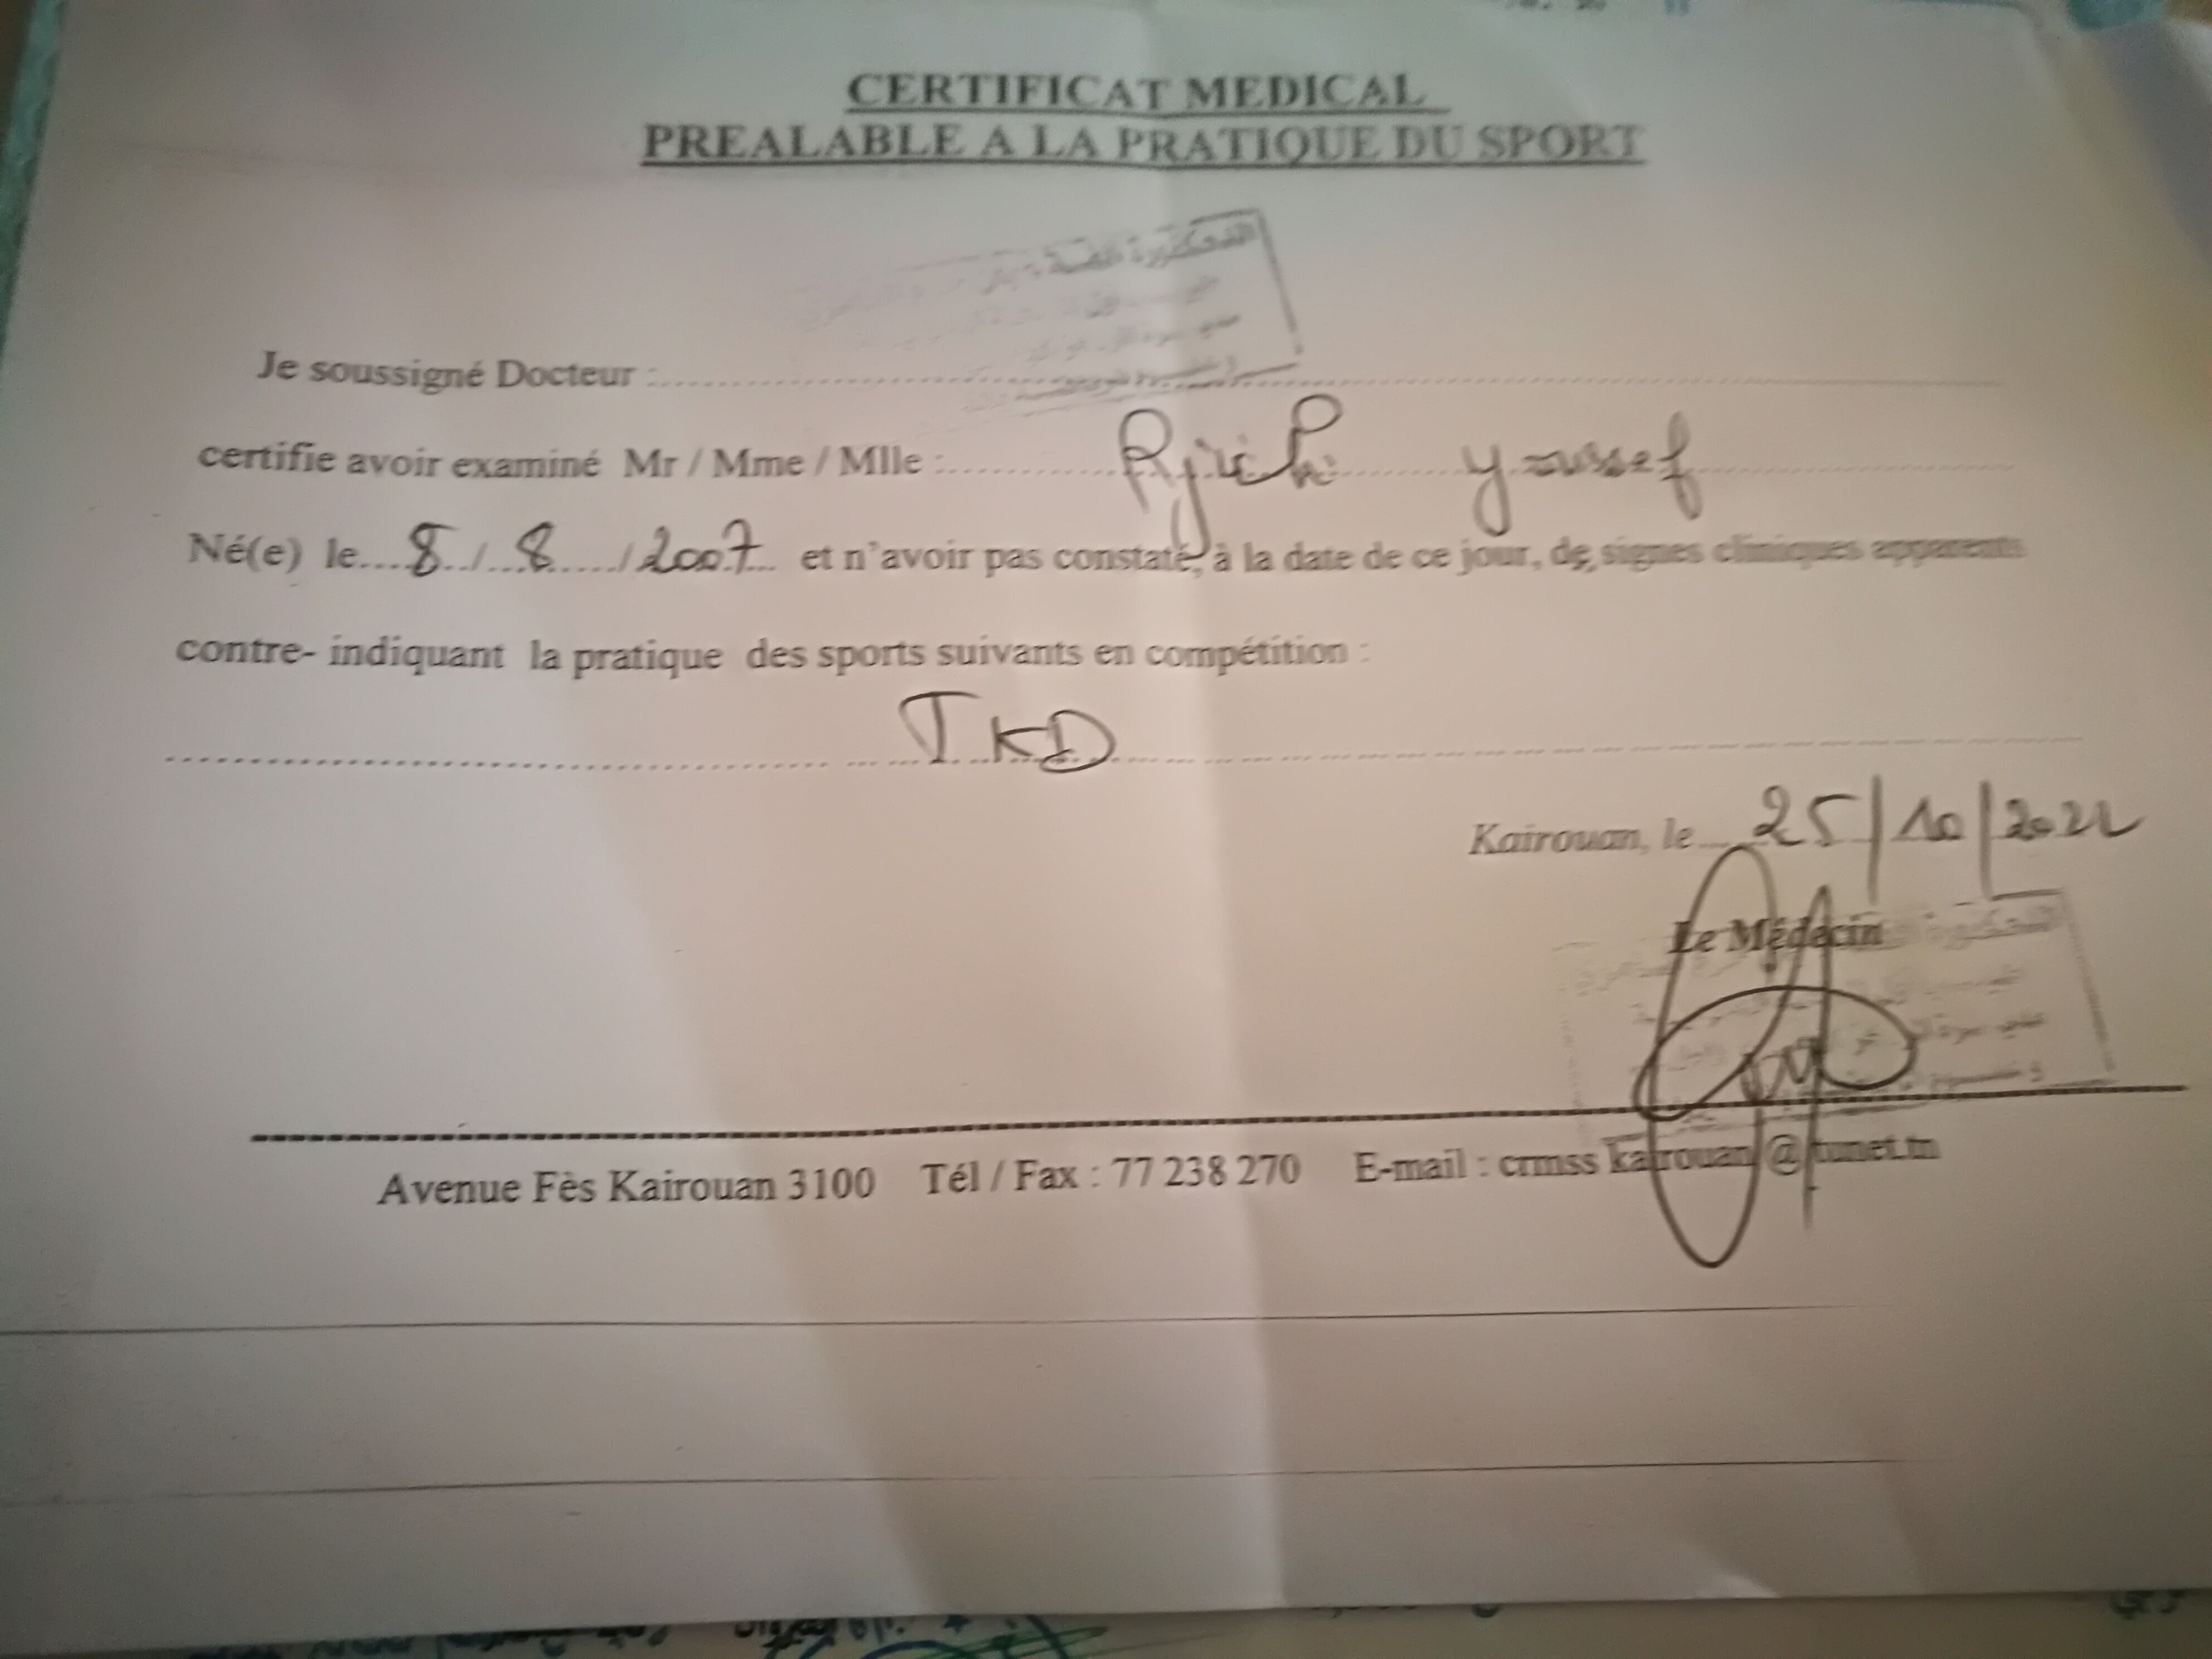 CERTIFICAT MEDICAL
PREALABLE A LA PRATIQUE DU SPORT
Je soussigné Docteur :
certifie avoir examiné Mr / Mme / Mlle : Rjichi youssef
Né(e) le 8 / 8 / 2007 et n'avoir pas constaté, à la date de ce jour, de signes cliniques apparents
contre- indiquant la pratique des sports suivants en compétition :
TKD
Kairouan, le 25/10/2022
Le Médecin
Avenue Fès Kairouan 3100 Tél / Fax : 77 238 270 E-mail : crmss kairouan @ tunet.tn